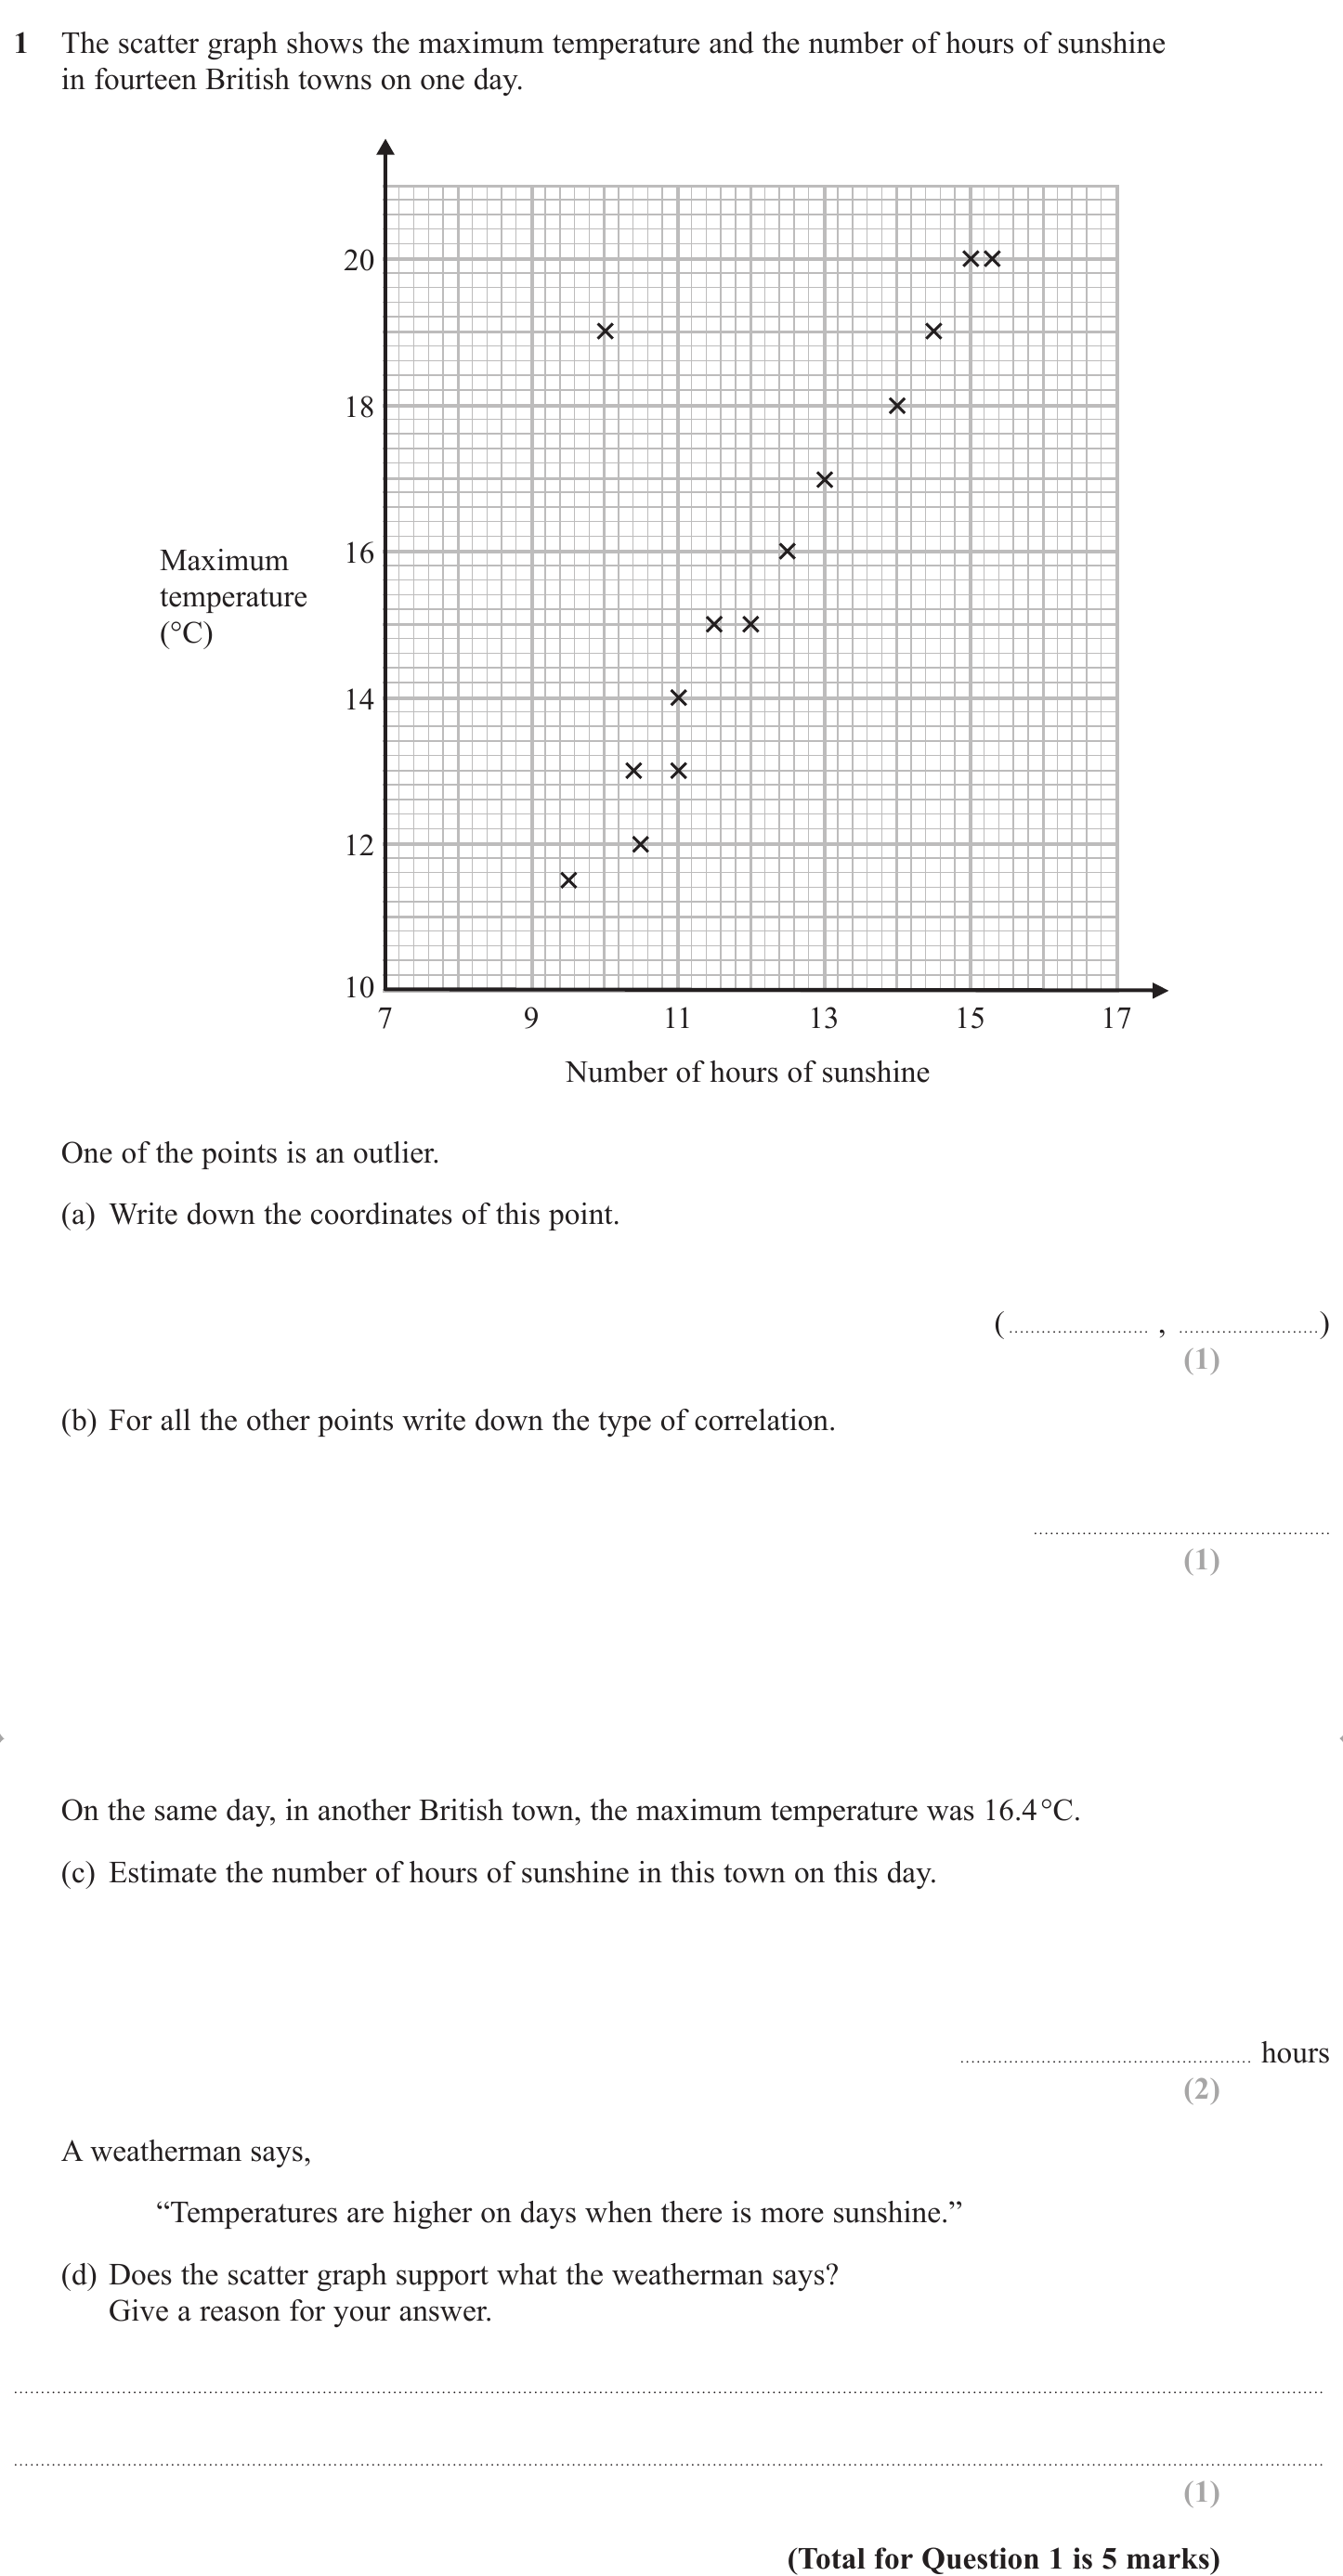 1 The scatter graph shows the maximum temperature and the number of hours of sunshine
in fourteen British towns on one day.
20
18
16
14
12
10
Maximum
temperature
(°C)
7 9 11 13 15 17
Number of hours of sunshine
One of the points is an outlier.
(a) Write down the coordinates of this point.
(.............................. , ..............................)
(1)
(b) For all the other points write down the type of correlation.
..............................................................
(1)
On the same day, in another British town, the maximum temperature was 16.4 °C.
(c) Estimate the number of hours of sunshine in this town on this day.
.............................................................. hours
(2)
A weatherman says,
“Temperatures are higher on days when there is more sunshine.”
(d) Does the scatter graph support what the weatherman says?
Give a reason for your answer.
(1)
(Total for Question 1 is 5 marks)